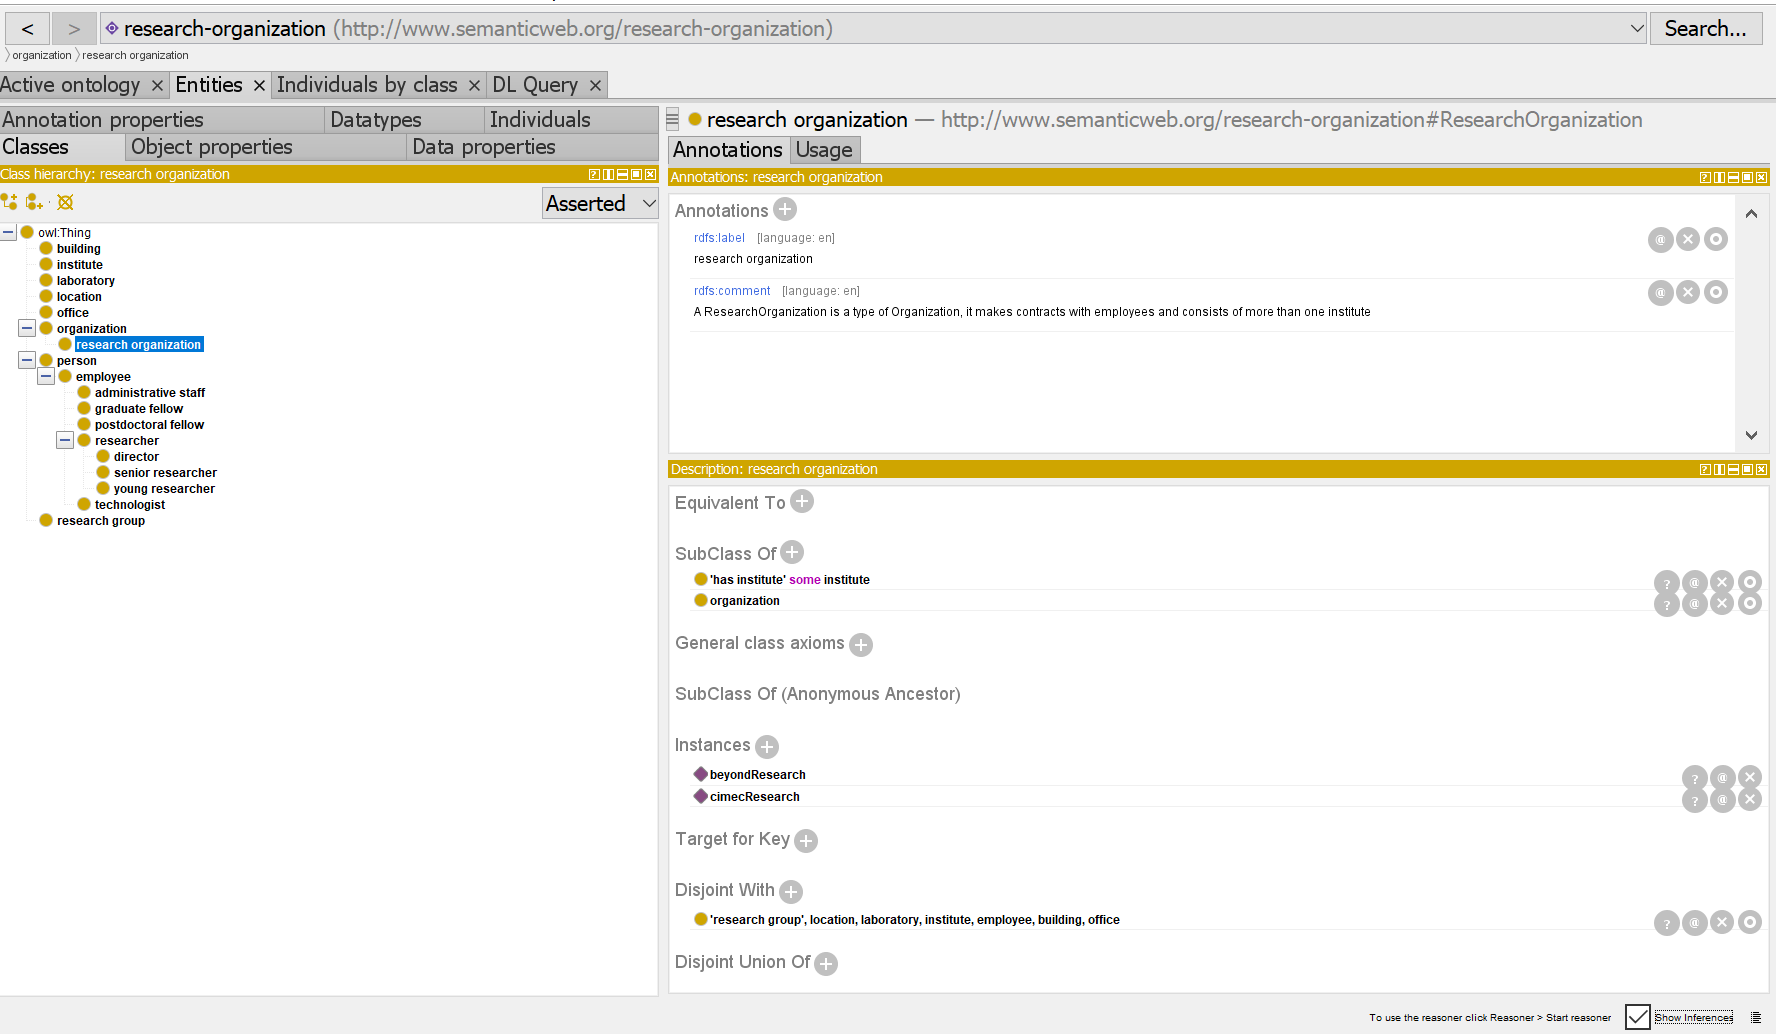 < > research-organization (http://www.semanticweb.org/research-organization) Search...
organization research organization
Active ontology × Entities × Individuals by class × DL Query ×
Annotation properties Datatypes Individuals
Classes Object properties Data properties
Class hierarchy: research organization
Asserted
owl:Thing
building
institute
laboratory
location
office
organization
research organization
person
employee
administrative staff
graduate fellow
postdoctoral fellow
researcher
director
senior researcher
young researcher
technologist
research group
research organization — http://www.semanticweb.org/research-organization#ResearchOrganization
Annotations Usage
Annotations: research organization
Annotations
rdfs:label [language: en]
research organization
rdfs:comment [language: en]
A ResearchOrganization is a type of Organization, it makes contracts with employees and consists of more than one institute
Description: research organization
Equivalent To
SubClass Of
'has institute' some institute
organization
General class axioms
SubClass Of (Anonymous Ancestor)
Instances
beyondResearch
cimecResearch
Target for Key
Disjoint With
'research group', location, laboratory, institute, employee, building, office
Disjoint Union Of
To use the reasoner click Reasoner > Start reasoner Show Inferences